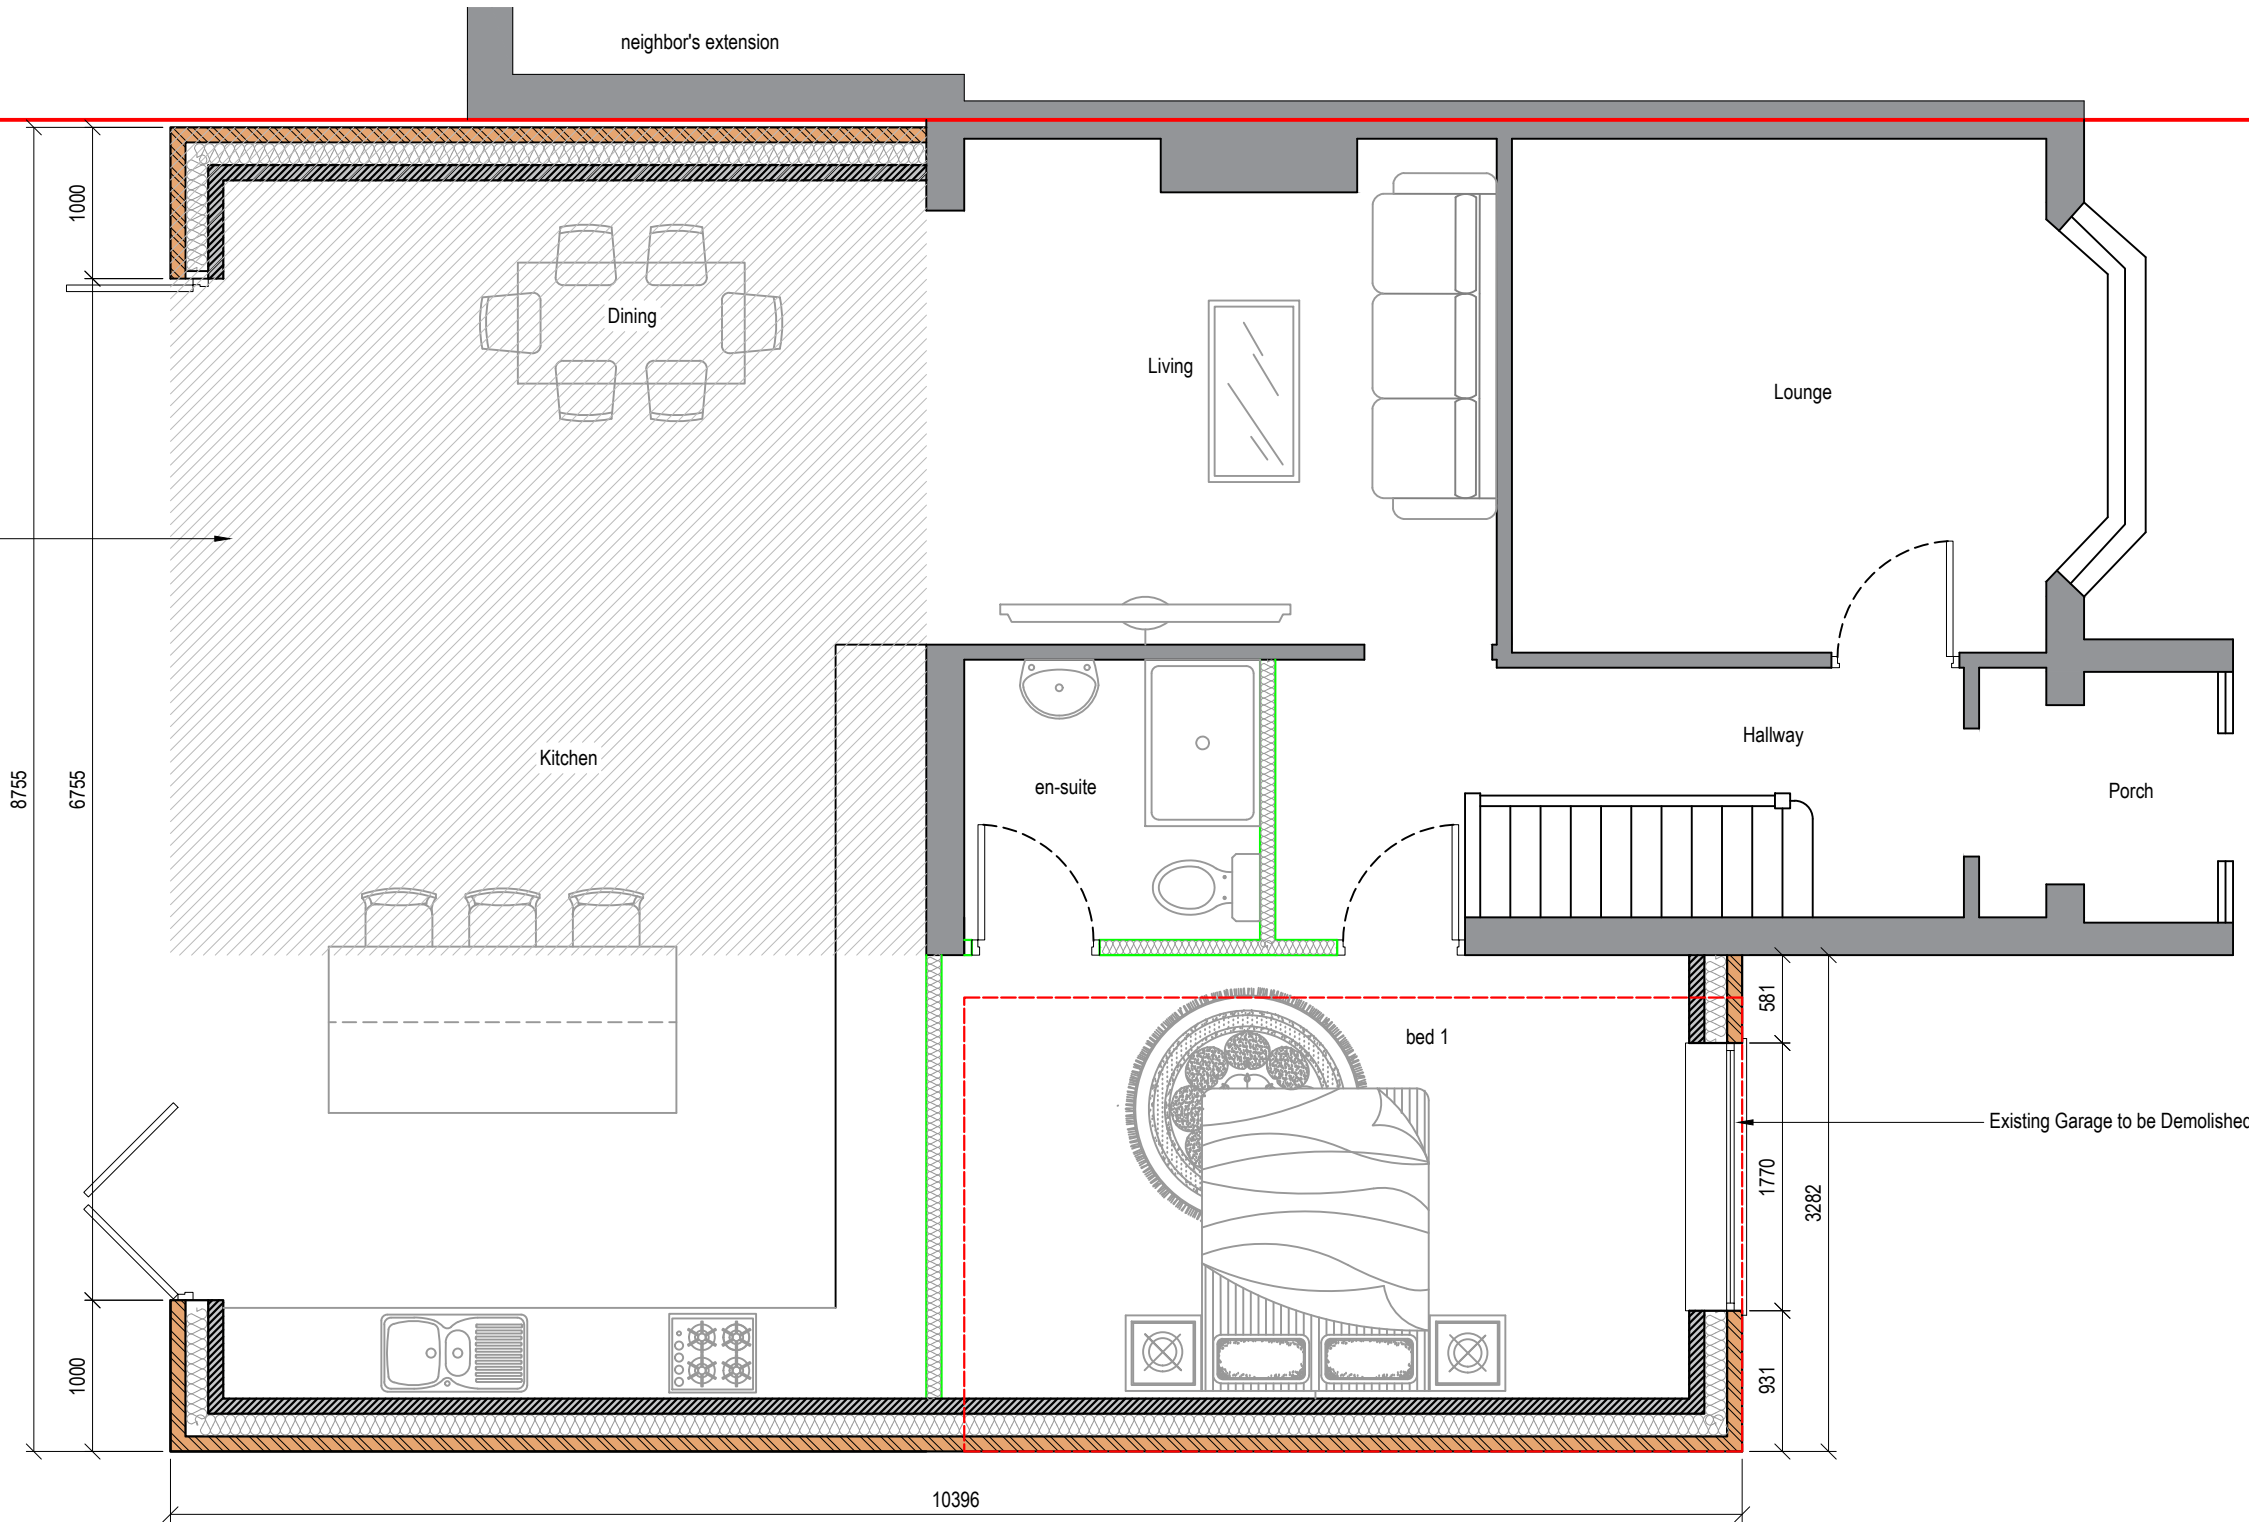 neighbor's extension
1000
Dining
Living
Lounge
8755
6755
Kitchen
en-suite
Hallway
Porch
581
bed 1
Existing Garage to be Demolished
1770
3282
1000
931
10396